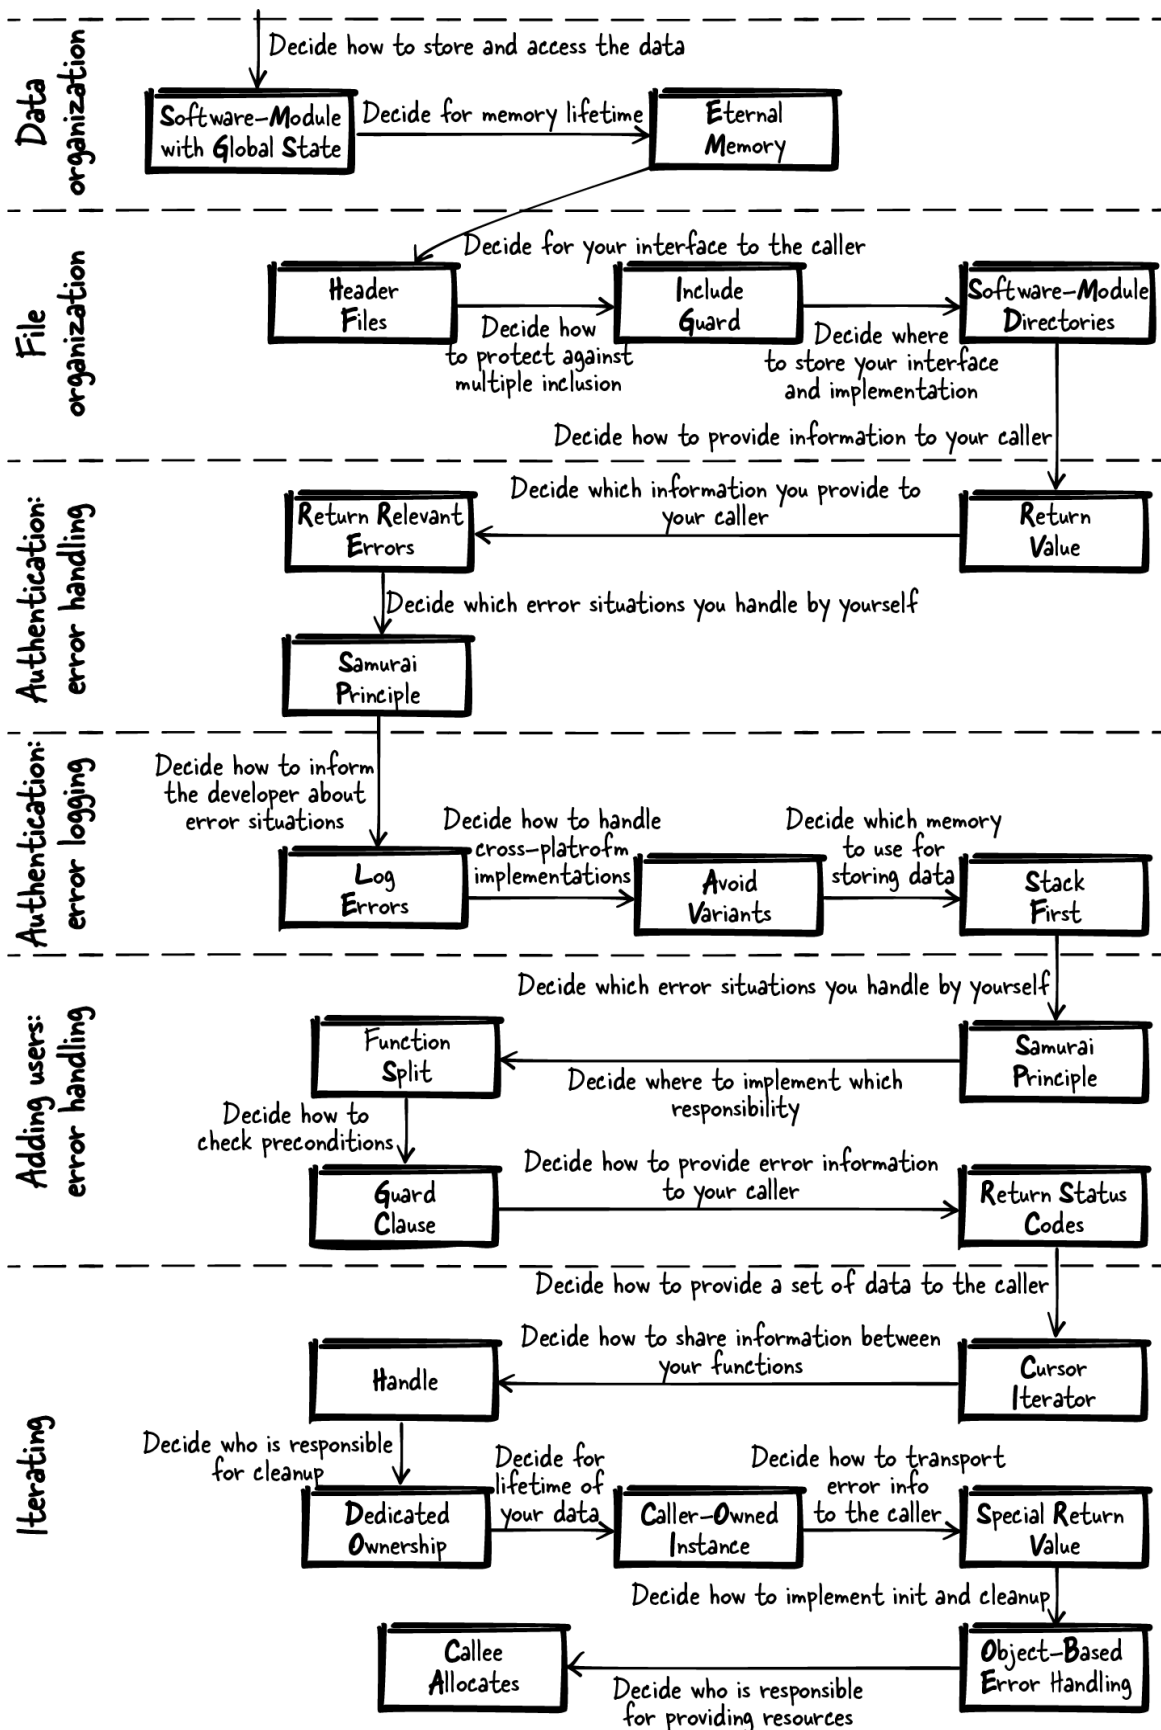 Data
organization
Decide how to store and access the data
Software-Module
with Global State
Decide for memory lifetime
Eternal
Memory
File
organization
Decide for your interface to the caller
Header
Files
Decide how
to protect against
multiple inclusion
Include
Guard
Decide where
to store your interface
and implementation
Software-Module
Directories
Decide how to provide information to your caller
Authentication:
error handling
Return
Value
Decide which information you provide to
your caller
Return Relevant
Errors
Decide which error situations you handle by yourself
Samurai
Principle
Authentication:
error logging
Decide how to inform
the developer about
error situations
Log
Errors
Decide how to handle
cross-platrofm
implementations
Avoid
Variants
Decide which memory
to use for
storing data
Stack
First
Adding users:
error handling
Decide which error situations you handle by yourself
Samurai
Principle
Decide where to implement which
responsibility
Function
Split
Decide how to
check preconditions
Guard
Clause
Decide how to provide error information
to your caller
Return Status
Codes
Iterating
Decide how to provide a set of data to the caller
Cursor
Iterator
Decide how to share information between
your functions
Handle
Decide who is responsible
for cleanup
Dedicated
Ownership
Decide for
lifetime of
your data
Caller-Owned
Instance
Decide how to transport
error info
to the caller
Special Return
Value
Decide how to implement init and cleanup
Object-Based
Error Handling
Decide who is responsible
for providing resources
Callee
Allocates